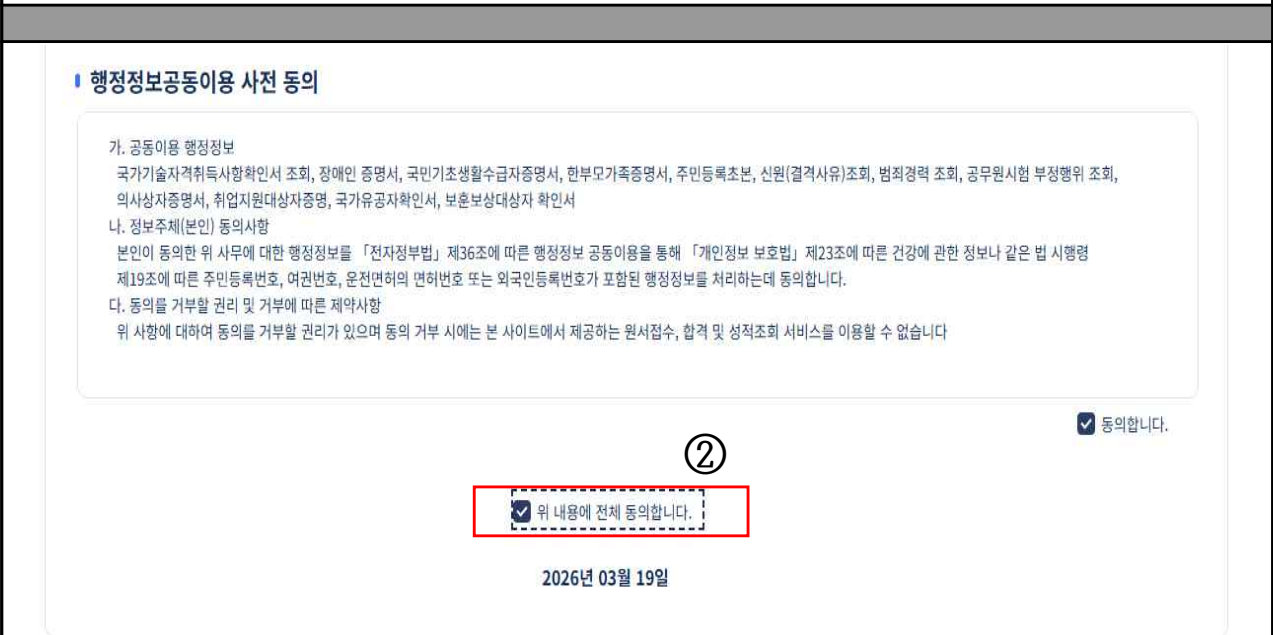 행정정보공동이용 사전 동의
가. 공동이용 행정정보
국가기술자격취득사항확인서 조회, 장애인 증명서, 국민기초생활수급자증명서, 한부모가족증명서, 주민등록초본, 신원(결격사유)조회, 범죄경력 조회, 공무원시험 부정행위 조회,
의사상자증명서, 취업지원대상자증명, 국가유공자확인서, 보훈보상대상자 확인서
나. 정보주체(본인) 동의사항
본인이 동의한 위 사무에 대한 행정정보를 「전자정부법」제36조에 따른 행정정보 공동이용을 통해 「개인정보 보호법」제23조에 따른 건강에 관한 정보나 같은 법 시행령
제19조에 따른 주민등록번호, 여권번호, 운전면허의 면허번호 또는 외국인등록번호가 포함된 행정정보를 처리하는데 동의합니다.
다. 동의를 거부할 권리 및 거부에 따른 제약사항
위 사항에 대하여 동의를 거부할 권리가 있으며 동의 거부 시에는 본 사이트에서 제공하는 원서접수, 합격 및 성적조회 서비스를 이용할 수 없습니다
동의합니다.
②
위 내용에 전체 동의합니다.
2026년 03월 19일